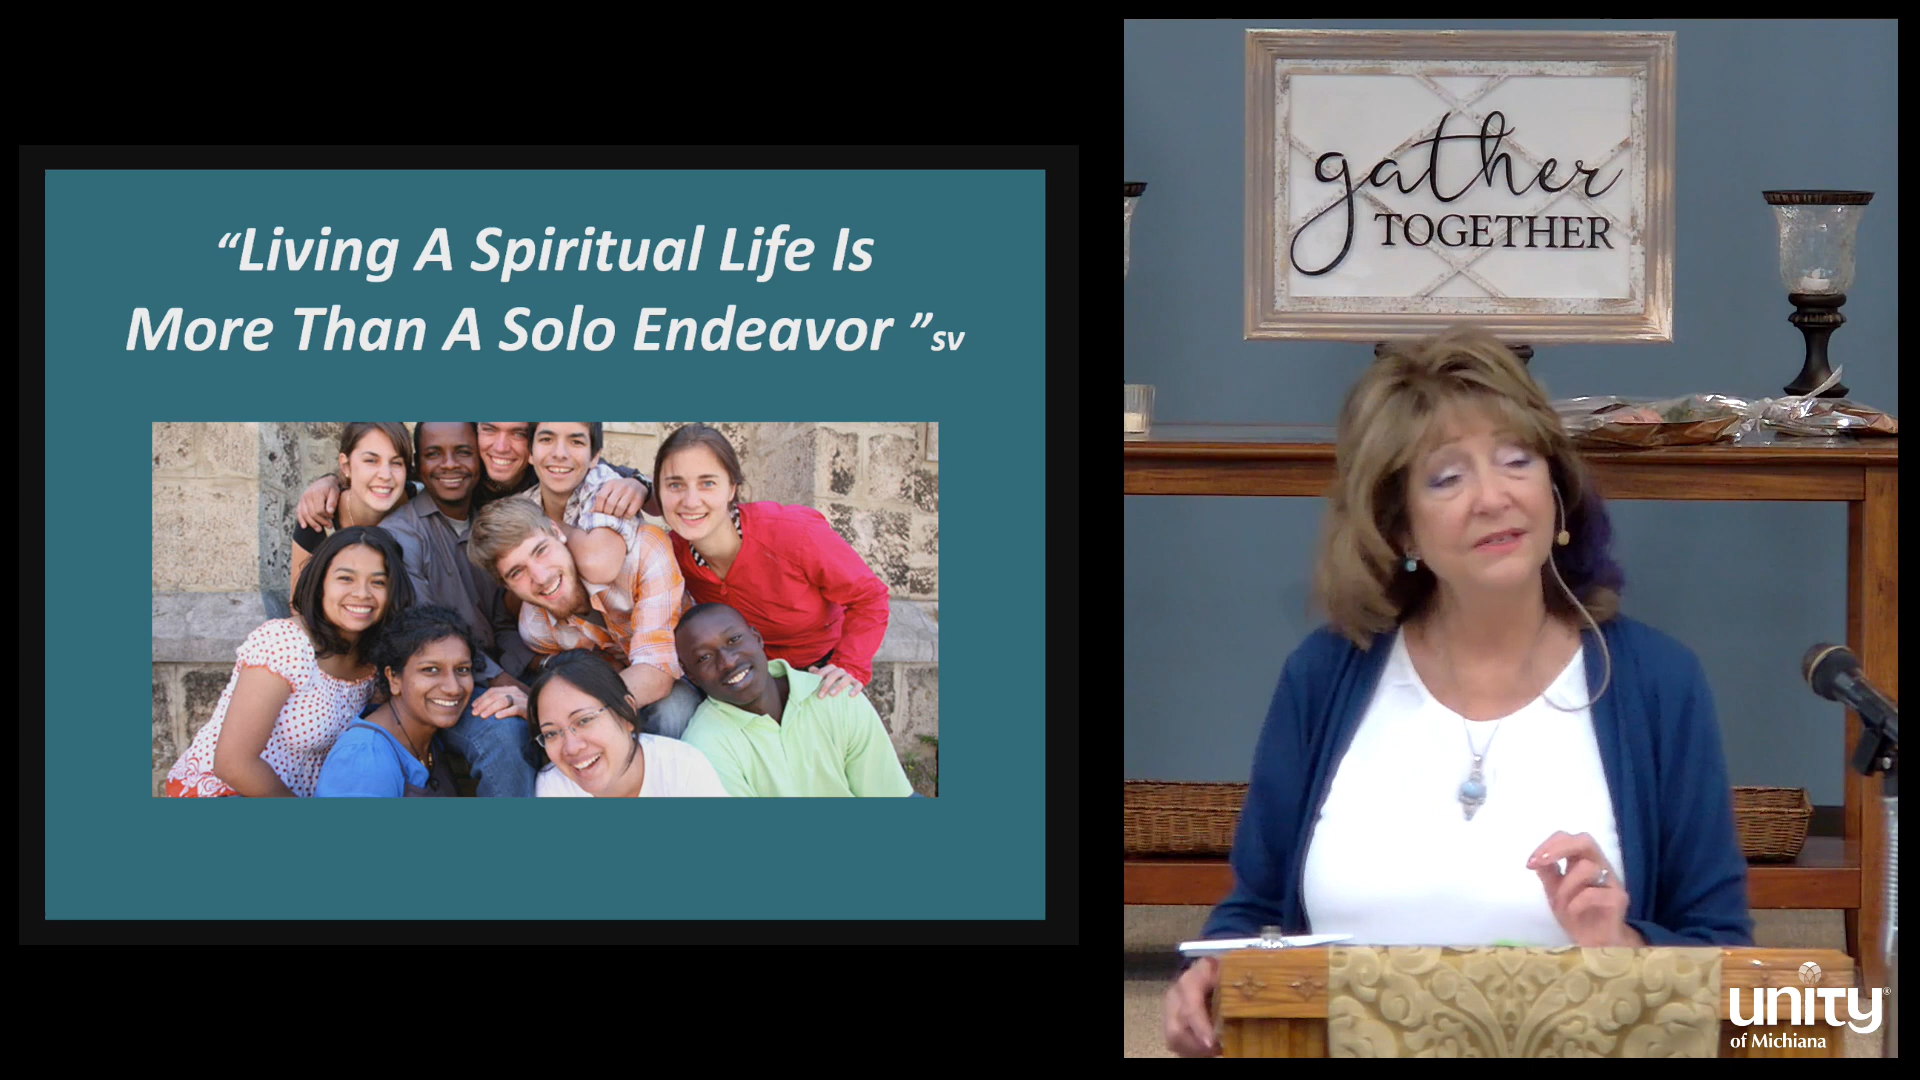 “Living A Spiritual Life Is
More Than A Solo Endeavor ”sv
gather
TOGETHER
unity®
of Michiana